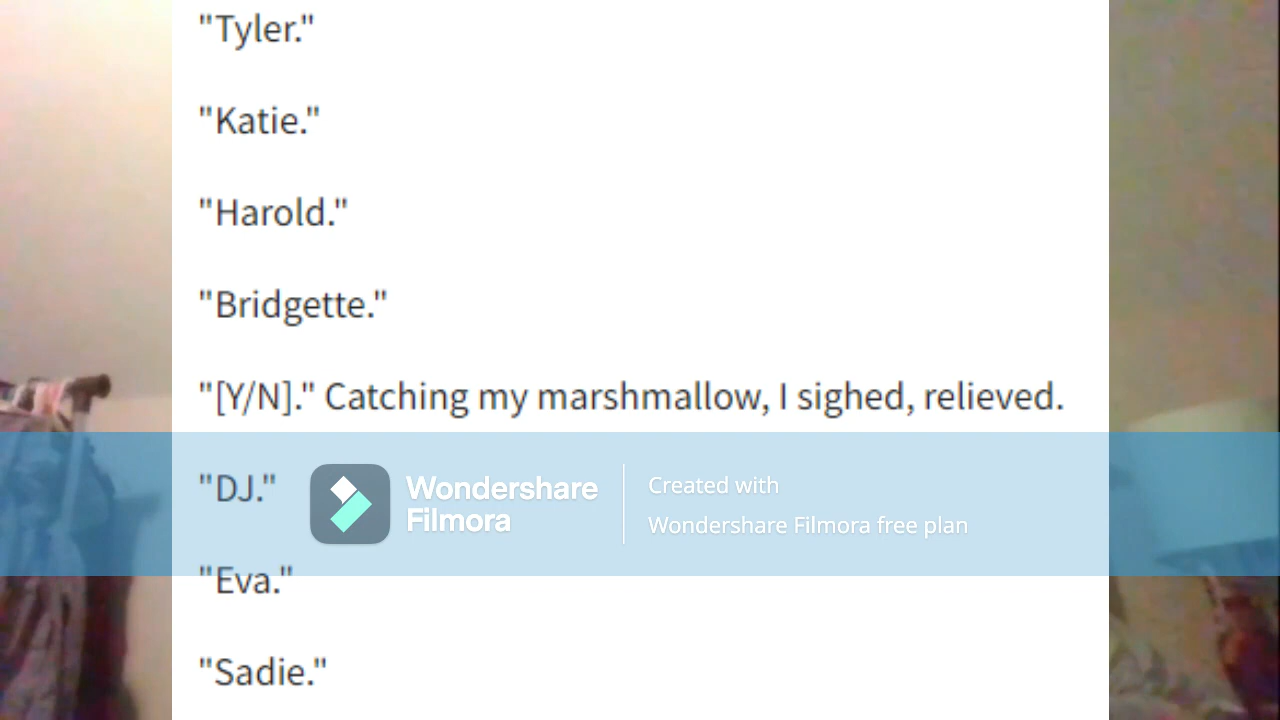 "Tyler."
"Katie."
"Harold."
"Bridgette."
"[Y/N]." Catching my marshmallow, I sighed, relieved.
"DJ."
Wondershare
Filmora
Created with
Wondershare Filmora free plan
"Eva."
"Sadie."